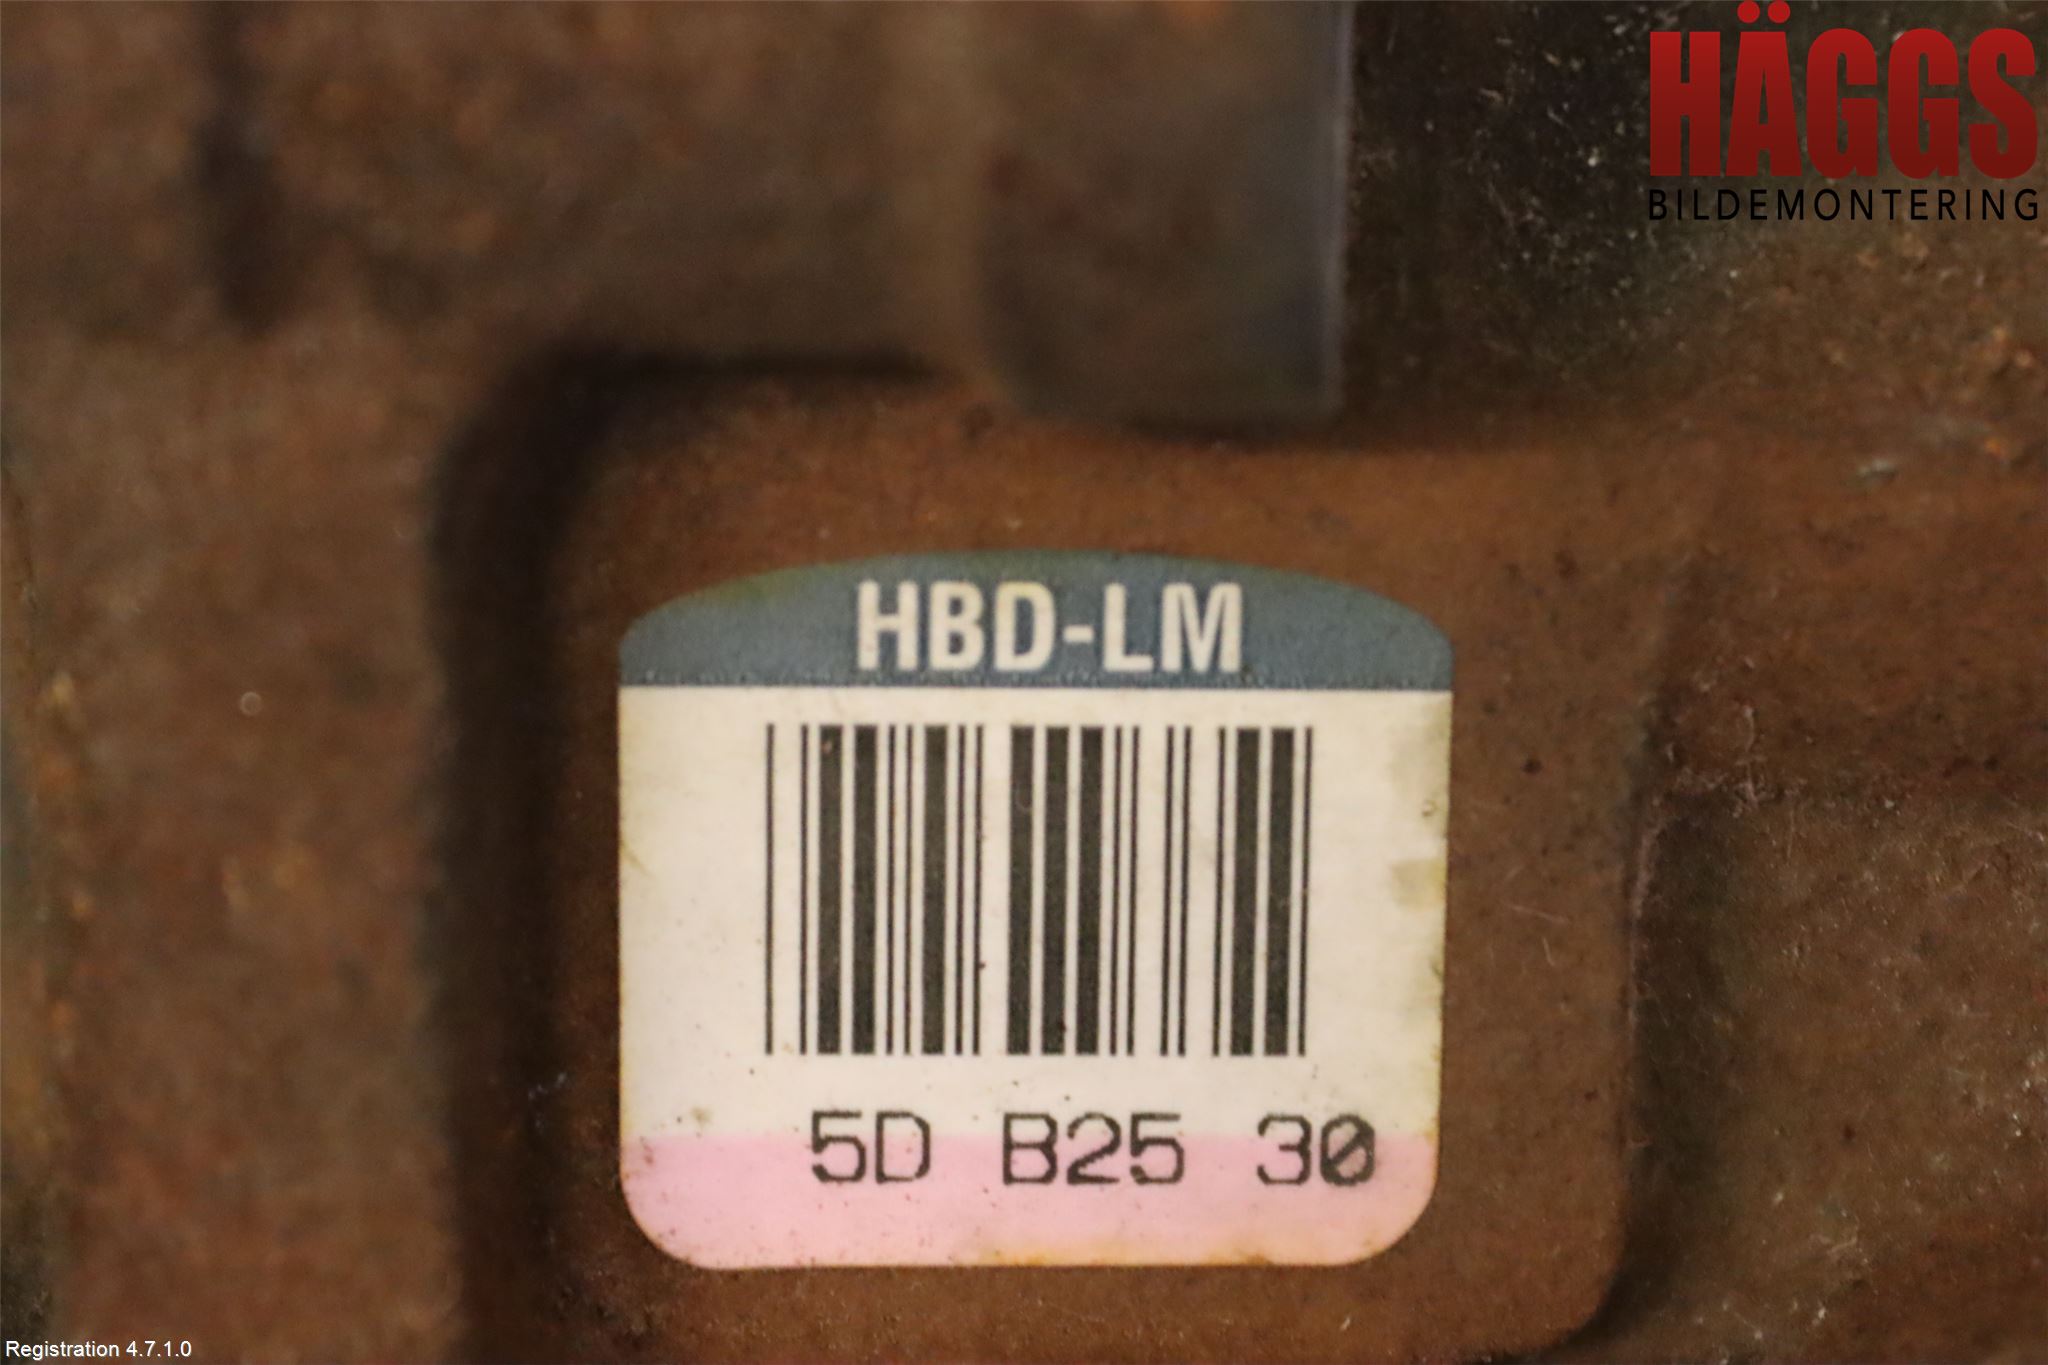 HÄGGS
BILDEMONTERING
HBD-LM
5D B25 30
Registration 4.7.1.0